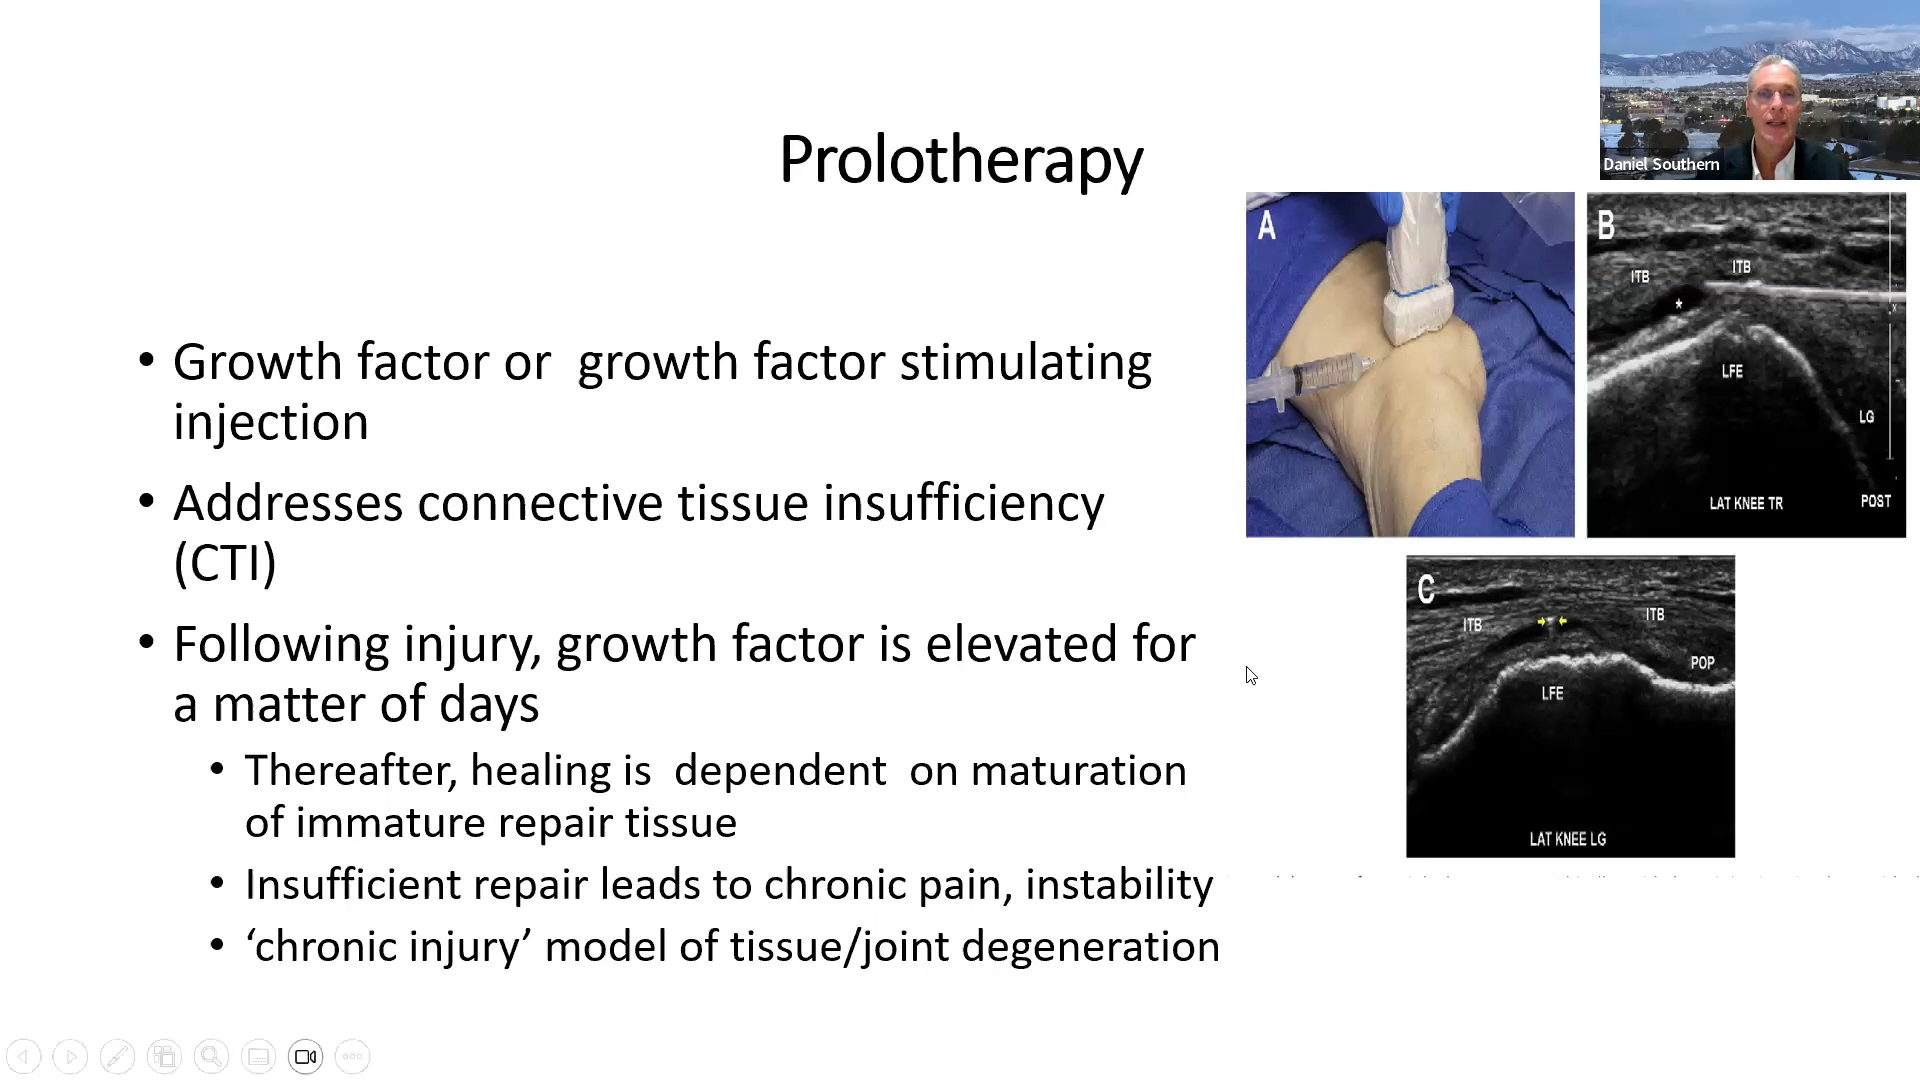 Daniel Southern
Prolotherapy
• Growth factor or  growth factor stimulating
injection
• Addresses connective tissue insufficiency
(CTI)
• Following injury, growth factor is elevated for
a matter of days
• Thereafter, healing is  dependent  on maturation
of immature repair tissue
• Insufficient repair leads to chronic pain, instability
• ‘chronic injury’ model of tissue/joint degeneration
A
B
ITB
ITB
*
LFE
LG
LAT KNEE TR
POST
C
ITB
ITB
POP
LFE
LAT KNEE LG